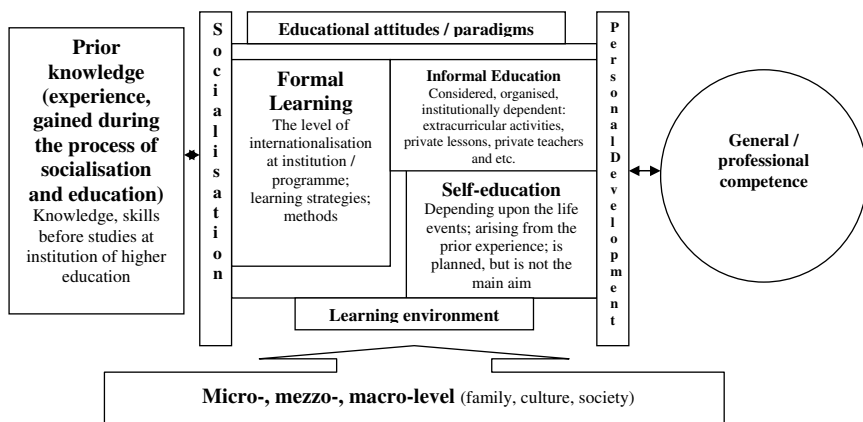 Prior
knowledge
(experience,
gained during
the process of
socialisation
and education)
Knowledge, skills
before studies at
institution of higher
education
Socialisation
Educational attitudes / paradigms
Formal
Learning
The level of
internationalisation
at institution /
programme;
learning strategies;
methods
Informal Education
Considered, organised,
institutionally dependent:
extracurricular activities,
private lessons, private teachers
and etc.
Self-education
Depending upon the life
events; arising from the
prior experience; is
planned, but is not the
main aim
Learning environment
Personal Development
General /
professional
competence
Micro-, mezzo-, macro-level (family, culture, society)